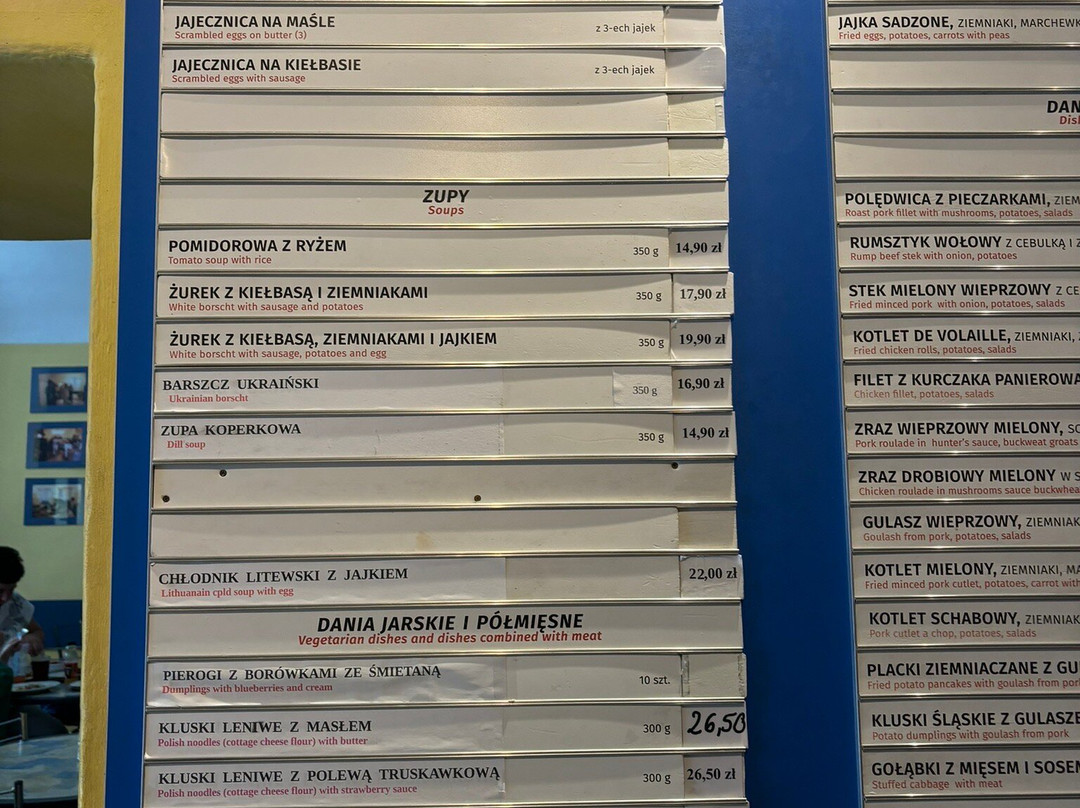 JAJECZNICA NA MAŚLE z 3-ech jajek
Scrambled eggs on butter (3)
JAJECZNICA NA KIEŁBASIE z 3-ech jajek
Scrambled eggs with sausage
ZUPY
Soups
POMIDOROWA Z RYŻEM 350 g 14,90 zł
Tomato soup with rice
ŻUREK Z KIEŁBASĄ I ZIEMNIAKAMI 350 g 17,90 zł
White borscht with sausage and potatoes
ŻUREK Z KIEŁBASĄ, ZIEMNIAKAMI I JAJKIEM 350 g 19,90 zł
White borscht with sausage, potatoes and egg
BARSZCZ UKRAIŃSKI 350 g 16,90 zł
Ukrainian borscht
ZUPA KOPERKOWA 350 g 14,90 zł
Dill soup
CHŁODNIK LITEWSKI Z JAJKIEM 22,00 zł
Lithuanain cpld soup with egg
DANIA JARSKIE I PÓŁMIĘSNE
Vegetarian dishes and dishes combined with meat
PIEROGI Z BORÓWKAMI ZE ŚMIETANĄ 10 szt.
Dumplings with blueberries and cream
KLUSKI LENIWE Z MASŁEM 300 g 26,50
Polish noodles (cottage cheese flour) with butter
KLUSKI LENIWE Z POLEWĄ TRUSKAWKOWĄ 300 g 26,50 zł
Polish noodles (cottage cheese flour) with strawberry sauce
JAJKA SADZONE, ZIEMNIAKI, MARCHEWK
Fried eggs, potatoes, carrots with peas
DAN
Dis
POLĘDWICA Z PIECZARKAMI, ZIEM
Roast pork fillet with mushrooms, potatoes, salads
RUMSZTYK WOŁOWY Z CEBULKĄ I Z
Rump beef stek with onion, potatoes
STEK MIELONY WIEPRZOWY Z CE
Fried minced pork with onion, potatoes, salads
KOTLET DE VOLAILLE, ZIEMNIAKI,
Fried chicken rolls, potatoes, salads
FILET Z KURCZAKA PANIEROWA
Chicken fillet, potatoes, salads
ZRAZ WIEPRZOWY MIELONY, SO
Pork roulade in hunter's sauce, buckweat groats
ZRAZ DROBIOWY MIELONY W S
Chicken roulade in mushrooms sauce buckwhea
GULASZ WIEPRZOWY, ZIEMNIAK
Goulash from pork, potatoes, salads
KOTLET MIELONY, ZIEMNIAKI, MA
Fried minced pork cutlet, potatoes, carrot with
KOTLET SCHABOWY, ZIEMNIAK
Pork cutlet a chop, potatoes, salads
PLACKI ZIEMNIACZANE Z GU
Fried potato pancakes with goulash from por
KLUSKI ŚLĄSKIE Z GULASZE
Potato dumplings with goulash from pork
GOŁĄBKI Z MIĘSEM I SOSEM
Stuffed cabbage with meat